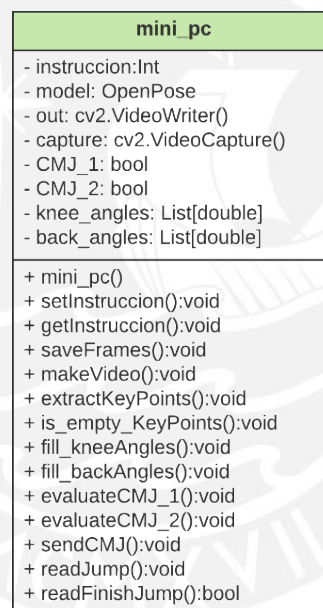 mini_pc
- instruccion:Int
- model: OpenPose
- out: cv2.VideoWriter()
- capture: cv2.VideoCapture()
- CMJ_1: bool
- CMJ_2: bool
- knee_angles: List[double]
- back_angles: List[double]
+ mini_pc()
+ setInstruccion():void
+ getInstruccion():void
+ saveFrames():void
+ makeVideo():void
+ extractKeyPoints():void
+ is_empty_KeyPoints():void
+ fill_kneeAngles():void
+ fill_backAngles():void
+ evaluateCMJ_1():void
+ evaluateCMJ_2():void
+ sendCMJ():void
+ readJump():void
+ readFinishJump():bool